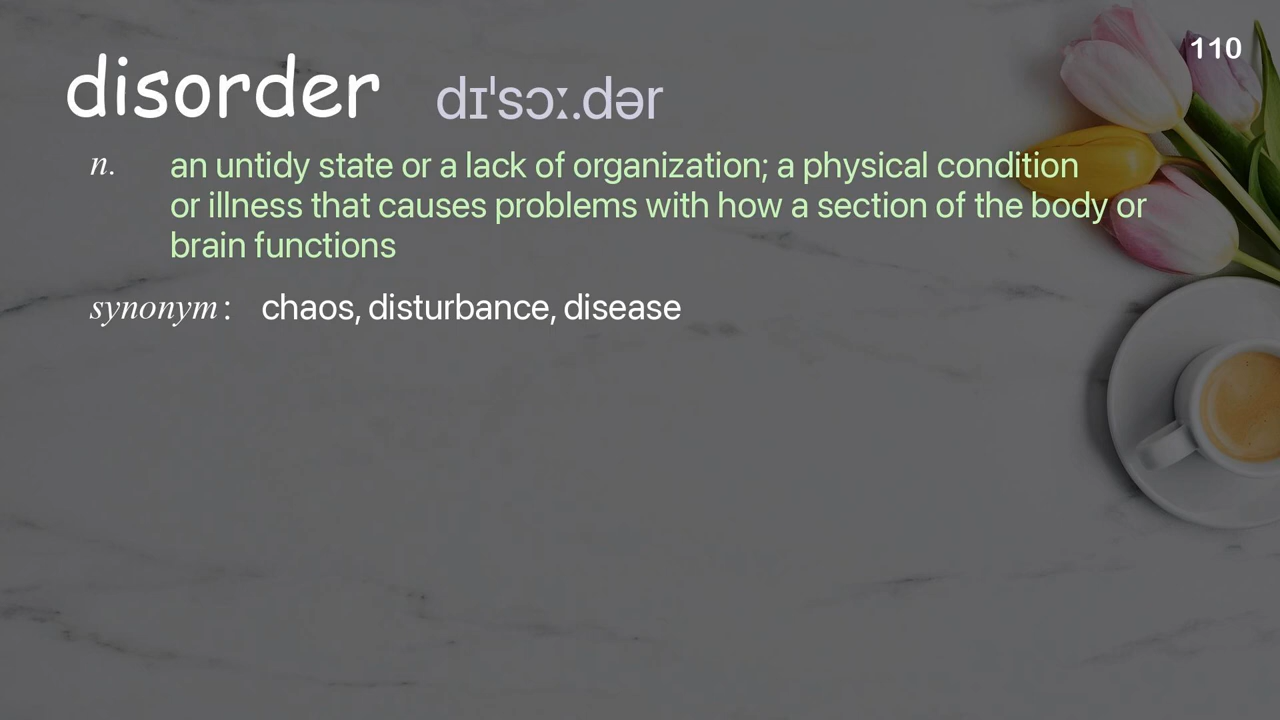 110
disorder dɪˈsɔː.dər
n. an untidy state or a lack of organization; a physical condition
or illness that causes problems with how a section of the body or
brain functions
synonym: chaos, disturbance, disease